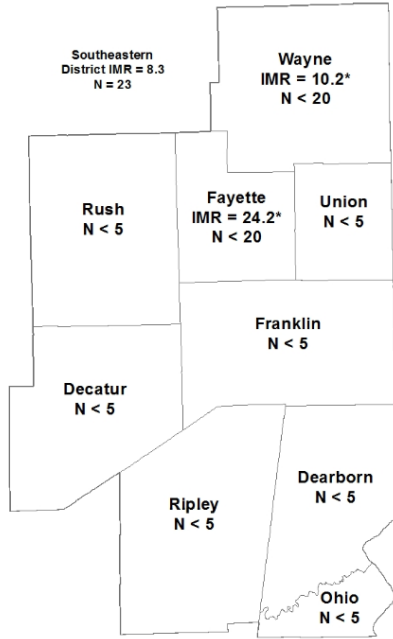 Southeastern
District IMR = 8.3
N = 23
Wayne
IMR = 10.2*
N < 20
Rush
N < 5
Fayette
IMR = 24.2*
N < 20
Union
N < 5
Franklin
N < 5
Decatur
N < 5
Dearborn
N < 5
Ripley
N < 5
Ohio
N < 5